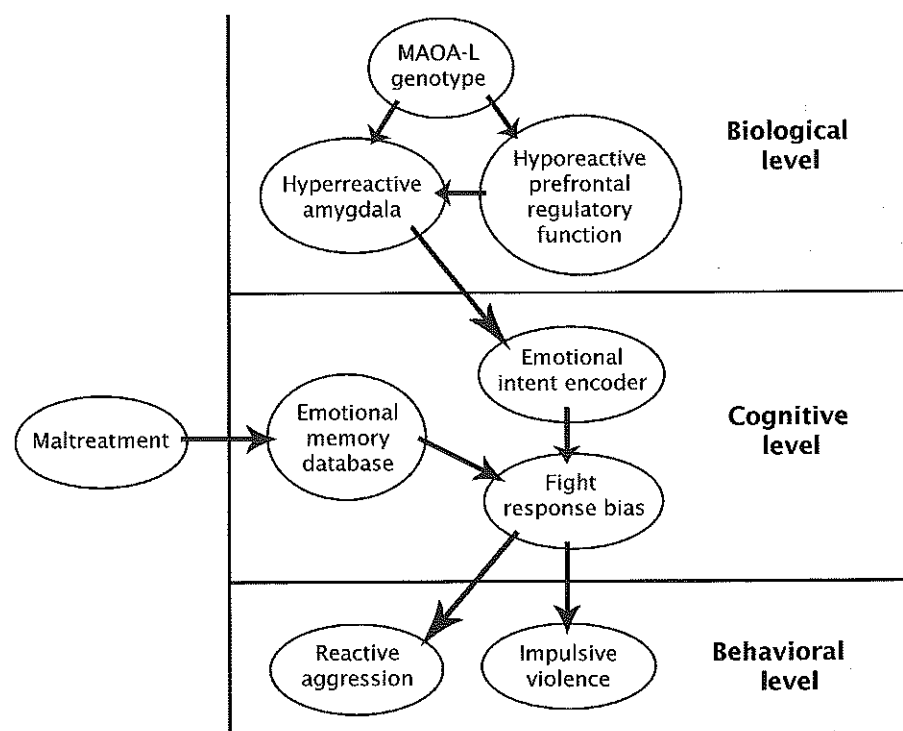 MAOA-L
genotype
Biological
level
Hyperreactive
amygdala
Hyporeactive
prefrontal
regulatory
function
Emotional
intent encoder
Cognitive
level
Maltreatment
Emotional
memory
database
Fight
response bias
Reactive
aggression
Impulsive
violence
Behavioral
level